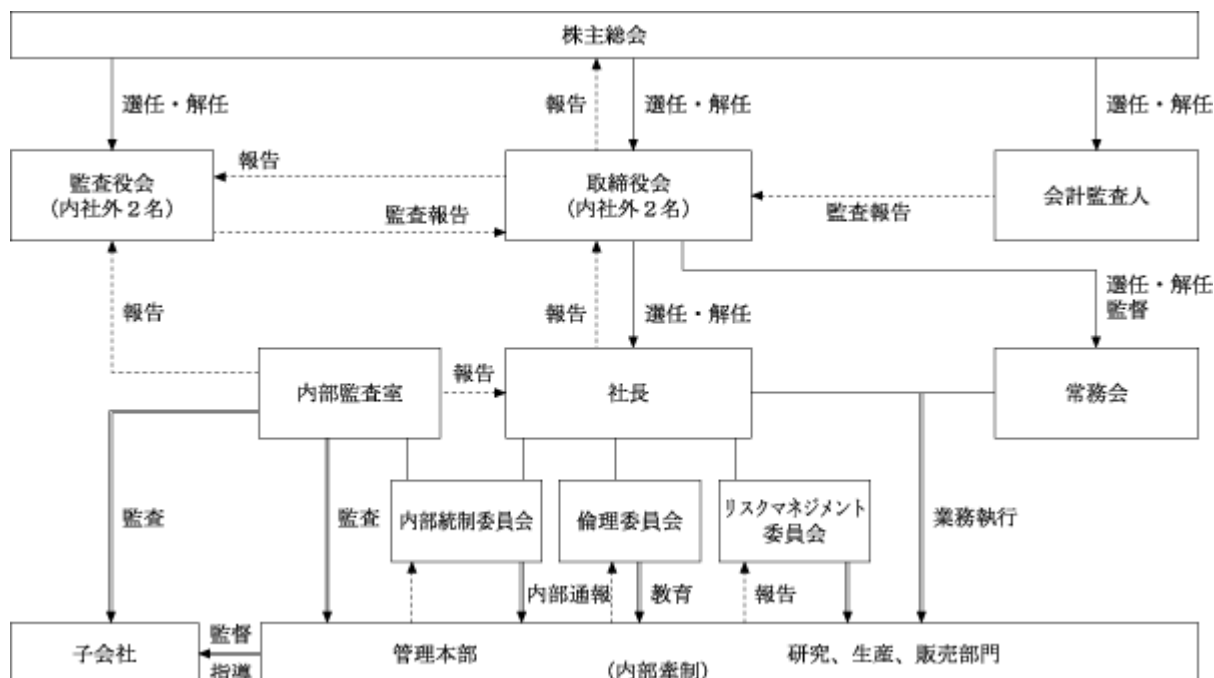 株主総会
選任・解任
報告
選任・解任
選任・解任
監査役会
(内社外2名)
報告
監査報告
取締役会
(内社外2名)
監査報告
会計監査人
報告
報告
選任・解任
選任・解任
監督
内部監査室
報告
社長
常務会
監査
監査
内部統制委員会
倫理委員会
リスクマネジメント
委員会
業務執行
内部通報
教育
報告
子会社
監督
指導
管理本部
(内部牽制)
研究、生産、販売部門